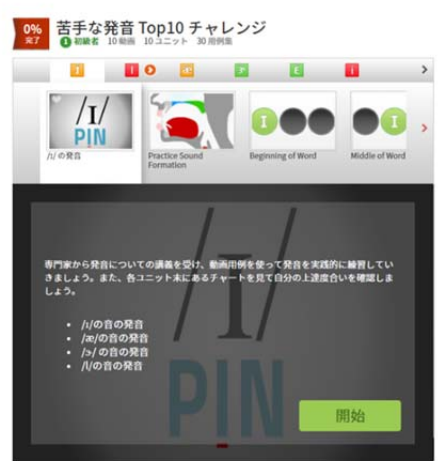 0%
完了
苦手な発音 Top10 チャレンジ
1 初級者 10 動画 10 ユニット 30 用例集
I l æ ɚ ɛ i
/I/
PIN
/ɪ/ の発音
Practice Sound
Formation
I
Beginning of Word
I
Middle of Word
専門家から発音についての講義を受け、動画用例を使って発音を実践的に練習してい
きましょう。また、各ユニット末にあるチャートを見て自分の上達度合いを確認しま
しょう。
• /ɪ/の音の発音
• /æ/の音の発音
• /ɚ/ の音の発音
• /l/の音の発音
/I/
PIN
開始